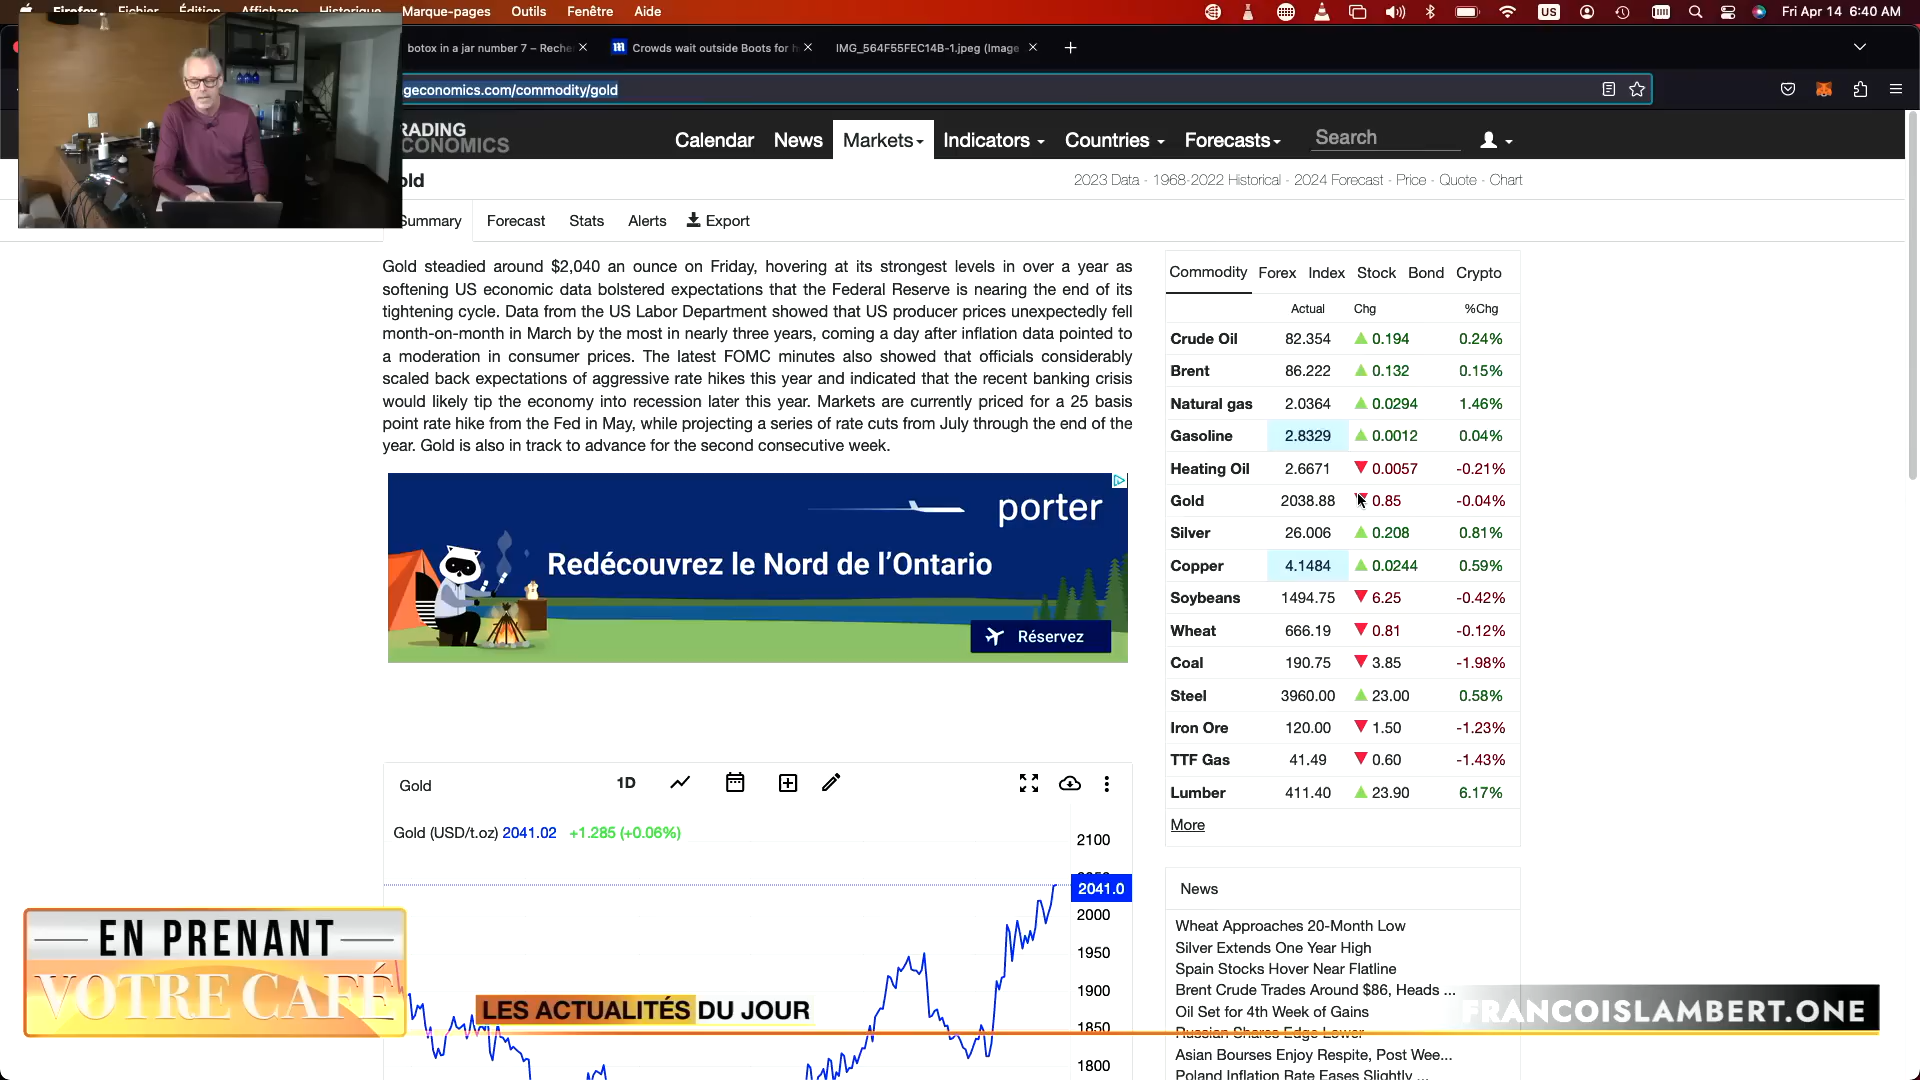 Firefox Fichier Édition Affichage Historique Marque-pages Outils Fenêtre Aide US Fri Apr 14 6:40 AM
botox in a jar number 7 – Reche
Crowds wait outside Boots for h
IMG_564F55FEC14B-1.jpeg (Image
geconomics.com/commodity/gold
RADING
CONOMICS
Calendar News Markets Indicators Countries Forecasts Search
old
2023 Data - 1968-2022 Historical - 2024 Forecast - Price - Quote - Chart
Summary Forecast Stats Alerts Export
Gold steadied around $2,040 an ounce on Friday, hovering at its strongest levels in over a year as
softening US economic data bolstered expectations that the Federal Reserve is nearing the end of its
tightening cycle. Data from the US Labor Department showed that US producer prices unexpectedly fell
month-on-month in March by the most in nearly three years, coming a day after inflation data pointed to
a moderation in consumer prices. The latest FOMC minutes also showed that officials considerably
scaled back expectations of aggressive rate hikes this year and indicated that the recent banking crisis
would likely tip the economy into recession later this year. Markets are currently priced for a 25 basis
point rate hike from the Fed in May, while projecting a series of rate cuts from July through the end of the
year. Gold is also in track to advance for the second consecutive week.
porter
Redécouvrez le Nord de l'Ontario
Réservez
Gold 1D
Gold (USD/t.oz) 2041.02 +1.285 (+0.06%)
2100
2041.0
2000
1950
1900
1850
1800
Commodity Forex Index Stock Bond Crypto
Actual Chg %Chg
Crude Oil 82.354 0.194 0.24%
Brent 86.222 0.132 0.15%
Natural gas 2.0364 0.0294 1.46%
Gasoline 2.8329 0.0012 0.04%
Heating Oil 2.6671 0.0057 -0.21%
Gold 2038.88 0.85 -0.04%
Silver 26.006 0.208 0.81%
Copper 4.1484 0.0244 0.59%
Soybeans 1494.75 6.25 -0.42%
Wheat 666.19 0.81 -0.12%
Coal 190.75 3.85 -1.98%
Steel 3960.00 23.00 0.58%
Iron Ore 120.00 1.50 -1.23%
TTF Gas 41.49 0.60 -1.43%
Lumber 411.40 23.90 6.17%
More
News
Wheat Approaches 20-Month Low
Silver Extends One Year High
Spain Stocks Hover Near Flatline
Brent Crude Trades Around $86, Heads ...
Oil Set for 4th Week of Gains
Russian Shares Edge Lower
Asian Bourses Enjoy Respite, Post Wee...
Poland Inflation Rate Eases Slightly ...
EN PRENANT
VOTRE CAFÉ
LES ACTUALITÉS DU JOUR
FRANCOISLAMBERT.ONE